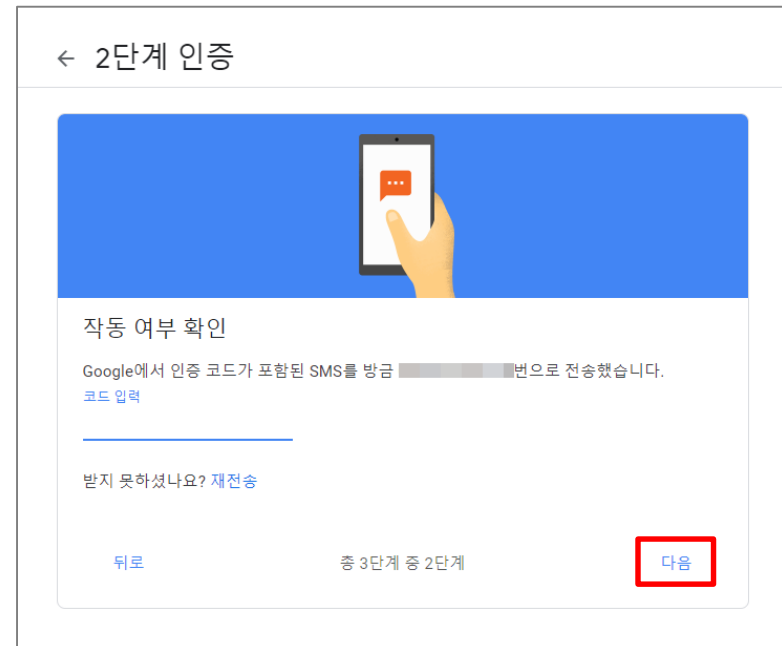 ← 2단계 인증
작동 여부 확인
Google에서 인증 코드가 포함된 SMS를 방금 번으로 전송했습니다.
코드 입력
받지 못하셨나요? 재전송
뒤로 총 3단계 중 2단계 다음